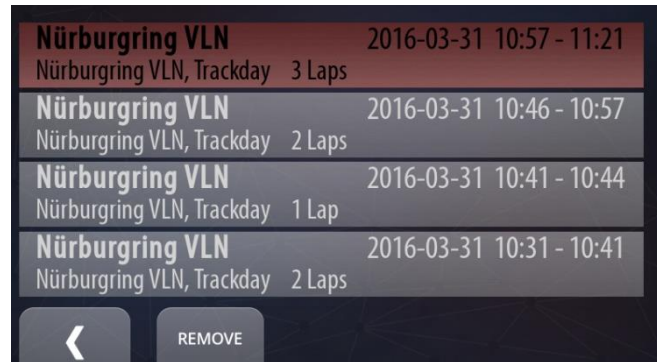 Nürburgring VLN 2016-03-31 10:57 - 11:21
Nürburgring VLN, Trackday 3 Laps
Nürburgring VLN 2016-03-31 10:46 - 10:57
Nürburgring VLN, Trackday 2 Laps
Nürburgring VLN 2016-03-31 10:41 - 10:44
Nürburgring VLN, Trackday 1 Lap
Nürburgring VLN 2016-03-31 10:31 - 10:41
Nürburgring VLN, Trackday 2 Laps
REMOVE